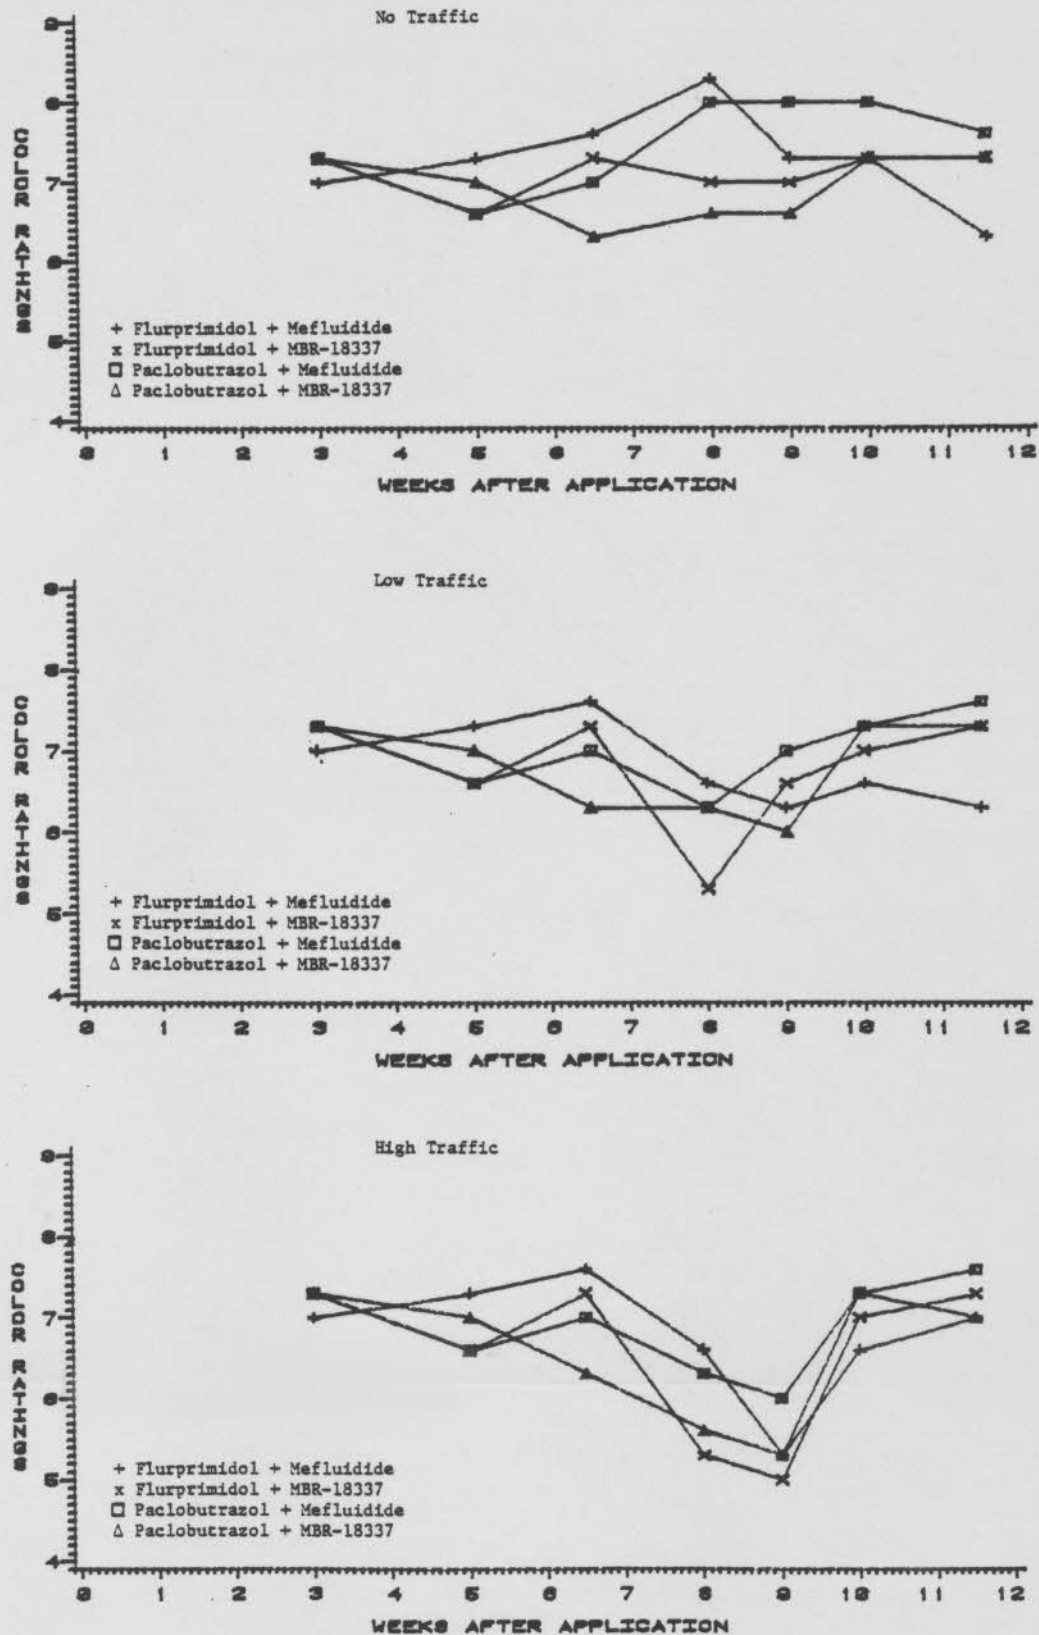 No Traffic
9
8
7
6
5
4
COLOR RATINGS
+ Flurprimidol + Mefluidide
x Flurprimidol + MBR-18337
□ Paclobutrazol + Mefluidide
Δ Paclobutrazol + MBR-18337
0 1 2 3 4 5 6 7 8 9 10 11 12
WEEKS AFTER APPLICATION
Low Traffic
9
8
7
6
5
4
COLOR RATINGS
+ Flurprimidol + Mefluidide
x Flurprimidol + MBR-18337
□ Paclobutrazol + Mefluidide
Δ Paclobutrazol + MBR-18337
0 1 2 3 4 5 6 7 8 9 10 11 12
WEEKS AFTER APPLICATION
High Traffic
9
8
7
6
5
4
COLOR RATINGS
+ Flurprimidol + Mefluidide
x Flurprimidol + MBR-18337
□ Paclobutrazol + Mefluidide
Δ Paclobutrazol + MBR-18337
0 1 2 3 4 5 6 7 8 9 10 11 12
WEEKS AFTER APPLICATION